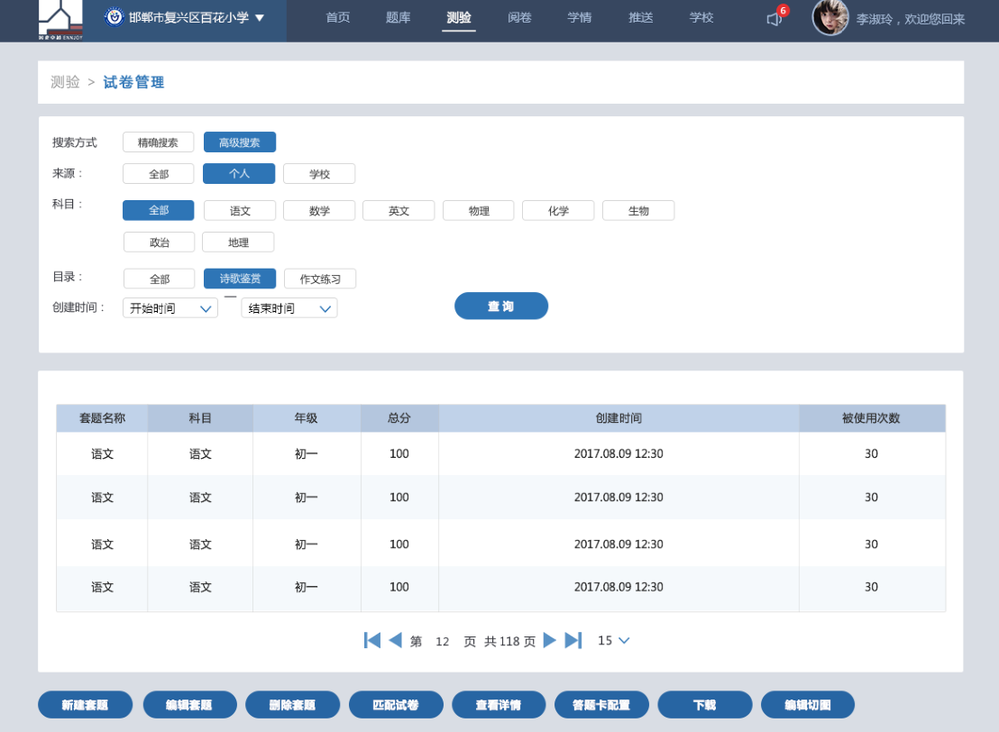 邯郸市复兴区百花小学 ▼ 首页 题库 测验 阅卷 学情 推送 学校 6 李淑玲，欢迎您回来
测验 > 试卷管理
搜索方式 精确搜索 高级搜索
来源： 全部 个人 学校
科目： 全部 语文 数学 英文 物理 化学 生物
政治 地理
目录： 全部 诗歌鉴赏 作文练习
创建时间： 开始时间 — 结束时间 查询
套题名称 科目 年级 总分 创建时间 被使用次数
语文 语文 初一 100 2017.08.09 12:30 30
语文 语文 初一 100 2017.08.09 12:30 30
语文 语文 初一 100 2017.08.09 12:30 30
语文 语文 初一 100 2017.08.09 12:30 30
第 12 页 共118页 15
新建套题 编辑套题 删除套题 匹配试卷 查看详情 答题卡配置 下载 编辑切图